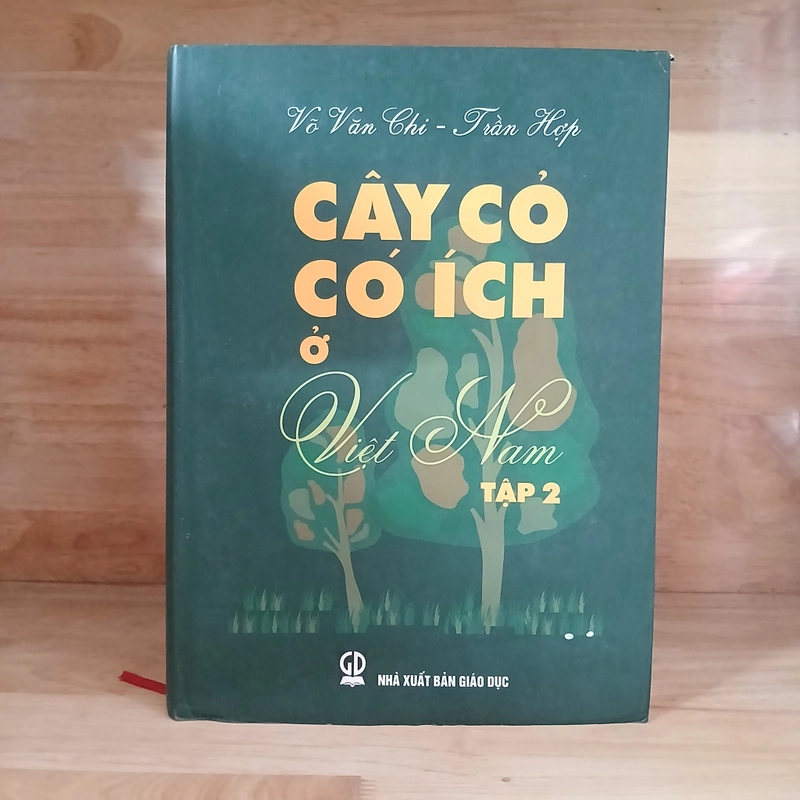 Võ Văn Chi - Trần Hợp
CÂY CỎ
CÓ ÍCH
Ở
Việt Nam
TẬP 2
GD
NHÀ XUẤT BẢN GIÁO DỤC